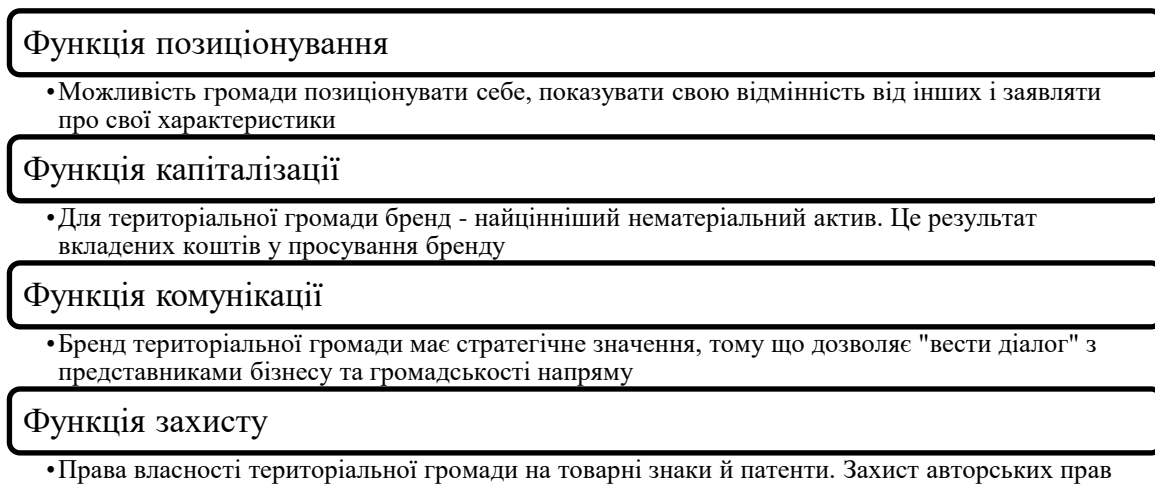 Функція позиціонування
•Можливість громади позиціонувати себе, показувати свою відмінність від інших і заявляти
про свої характеристики
Функція капіталізації
•Для територіальної громади бренд - найцінніший нематеріальний актив. Це результат
вкладених коштів у просування бренду
Функція комунікації
•Бренд територіальної громади має стратегічне значення, тому що дозволяє "вести діалог" з
представниками бізнесу та громадськості напряму
Функція захисту
•Права власності територіальної громади на товарні знаки й патенти. Захист авторських прав